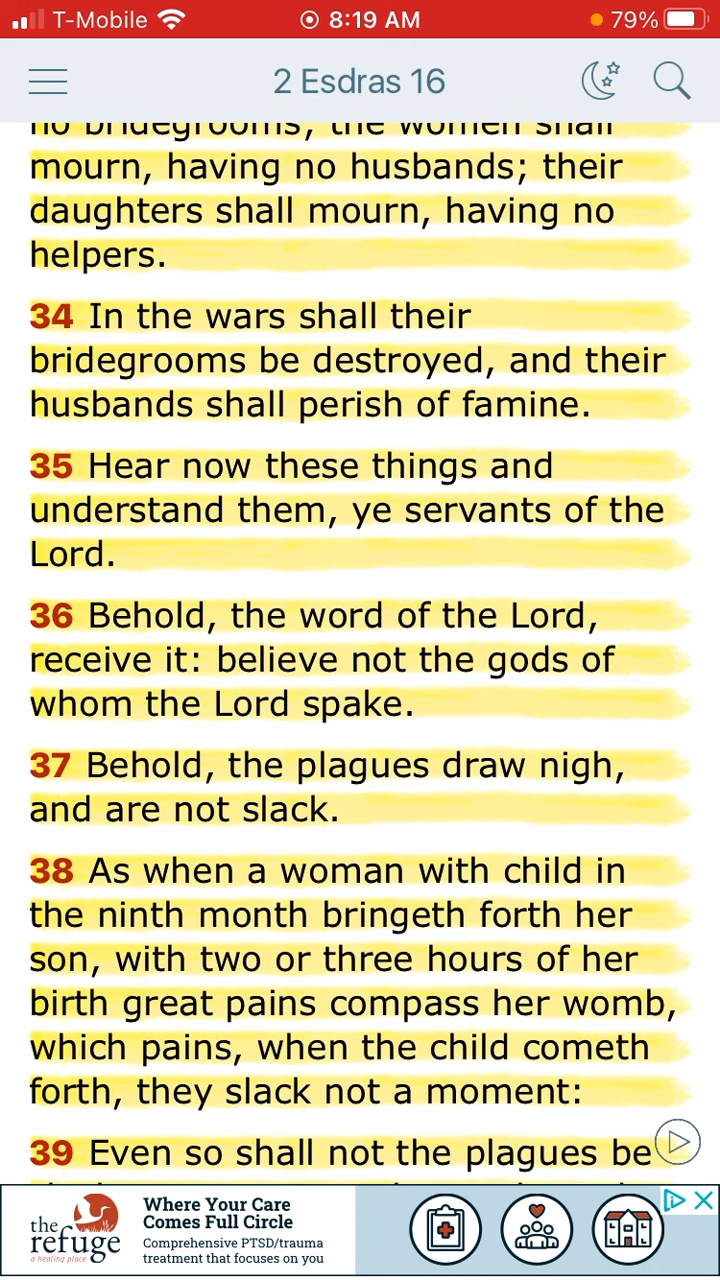 T-Mobile 8:19 AM 79%
2 Esdras 16
no bridegrooms; the women shall
mourn, having no husbands; their
daughters shall mourn, having no
helpers.
34 In the wars shall their
bridegrooms be destroyed, and their
husbands shall perish of famine.
35 Hear now these things and
understand them, ye servants of the
Lord.
36 Behold, the word of the Lord,
receive it: believe not the gods of
whom the Lord spake.
37 Behold, the plagues draw nigh,
and are not slack.
38 As when a woman with child in
the ninth month bringeth forth her
son, with two or three hours of her
birth great pains compass her womb,
which pains, when the child cometh
forth, they slack not a moment:
39 Even so shall not the plagues be
the refuge
a healing place
Where Your Care
Comes Full Circle
Comprehensive PTSD/trauma
treatment that focuses on you